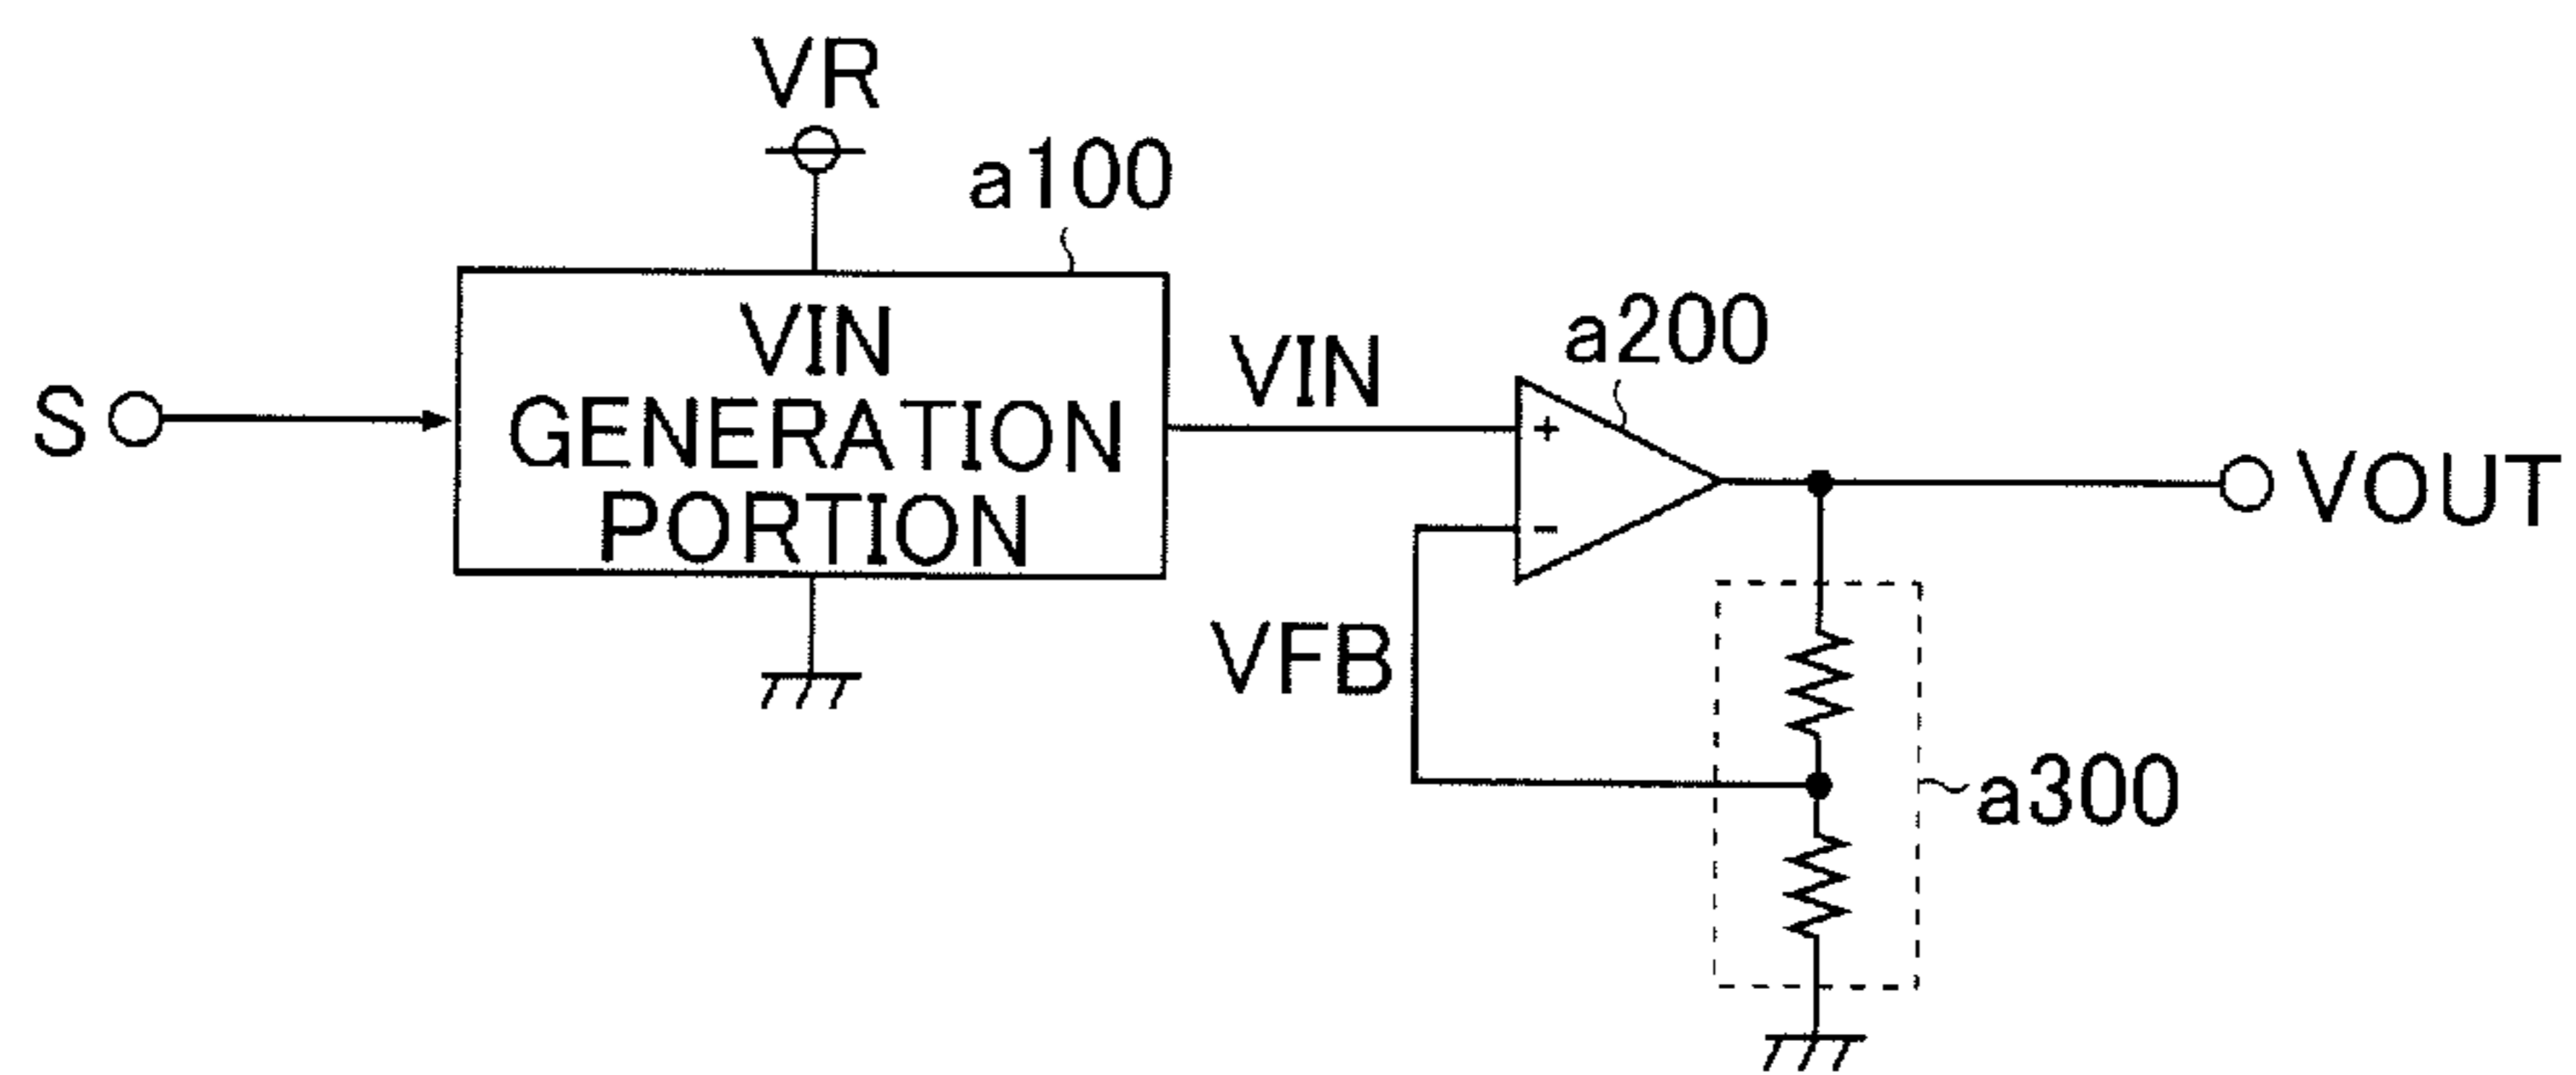 VR
a100
VIN
GENERATION
PORTION
S
VIN
a200
+
−
VOUT
VFB
a300